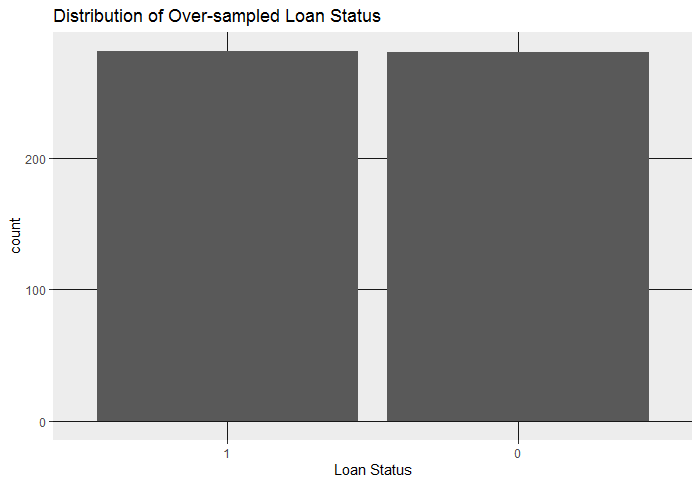 Distribution of Over-sampled Loan Status
count
200
100
0
1 0
Loan Status